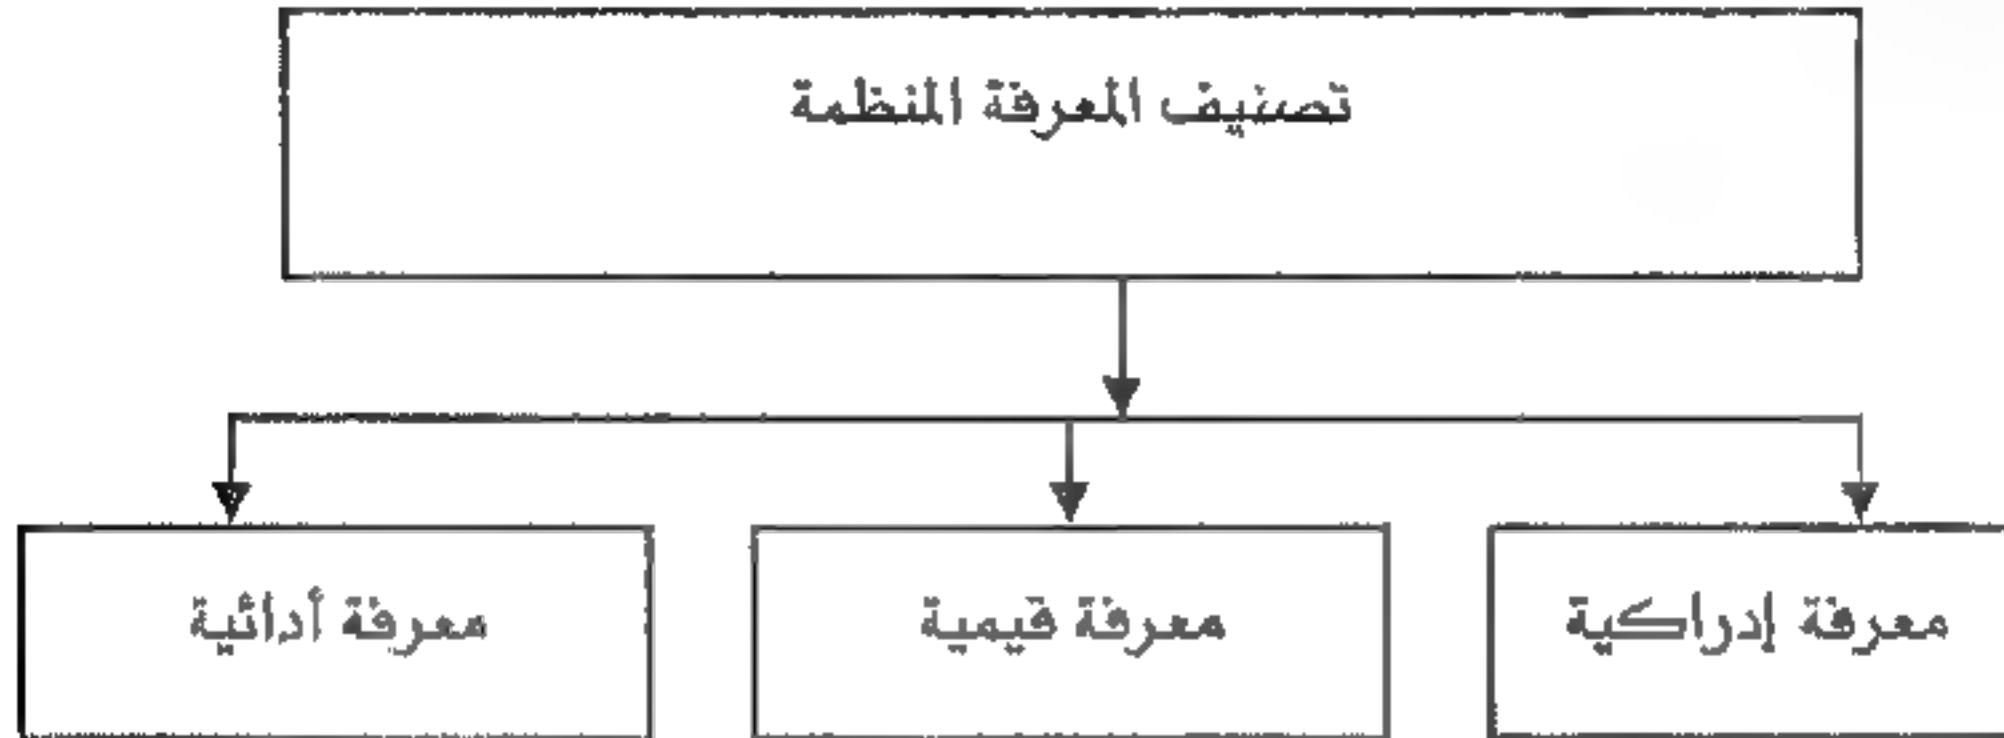 تصنيف المعرفة المنظمة
معرفة إدراكية
معرفة قيمية
معرفة أدائية